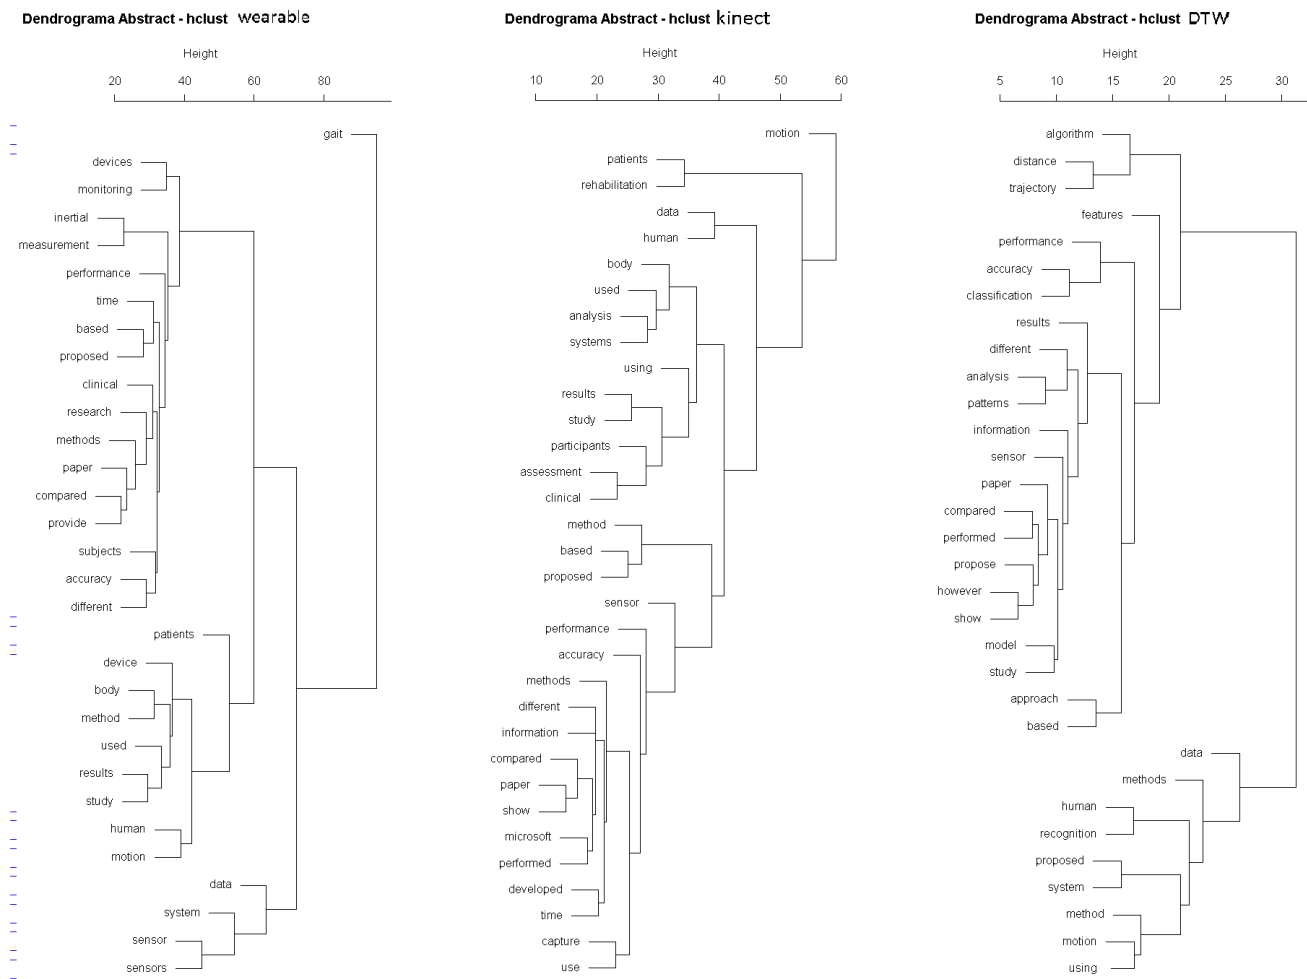 Dendrograma Abstract - hclust wearable
Height
20 40 60 80
gait
devices
monitoring
inertial
measurement
performance
time
based
proposed
clinical
research
methods
paper
compared
provide
subjects
accuracy
different
patients
device
body
method
used
results
study
human
motion
data
system
sensor
sensors
Dendrograma Abstract - hclust kinect
Height
10 20 30 40 50 60
motion
patients
rehabilitation
data
human
body
used
analysis
systems
using
results
study
participants
assessment
clinical
method
based
proposed
sensor
performance
accuracy
methods
different
information
compared
paper
show
microsoft
performed
developed
time
capture
use
Dendrograma Abstract - hclust DTW
Height
5 10 15 20 25 30
algorithm
distance
trajectory
features
performance
accuracy
classification
results
different
analysis
patterns
information
sensor
paper
compared
performed
propose
however
show
model
study
approach
based
data
methods
human
recognition
proposed
system
method
motion
using